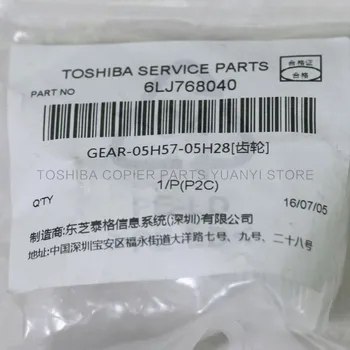 合格证
合格
TOSHIBA SERVICE PARTS
PART NO
6LJ768040
GEAR-05H57-05H28[齿轮]
TOSHIBA COPIER PARTS YUANYI STORE
1/P(P2C)
Q'TY
16/07/05
制造商:东芝泰格信息系统(深圳)有限公司
地址:中国深圳宝安区福永街道大洋路七号、九号、二十八号